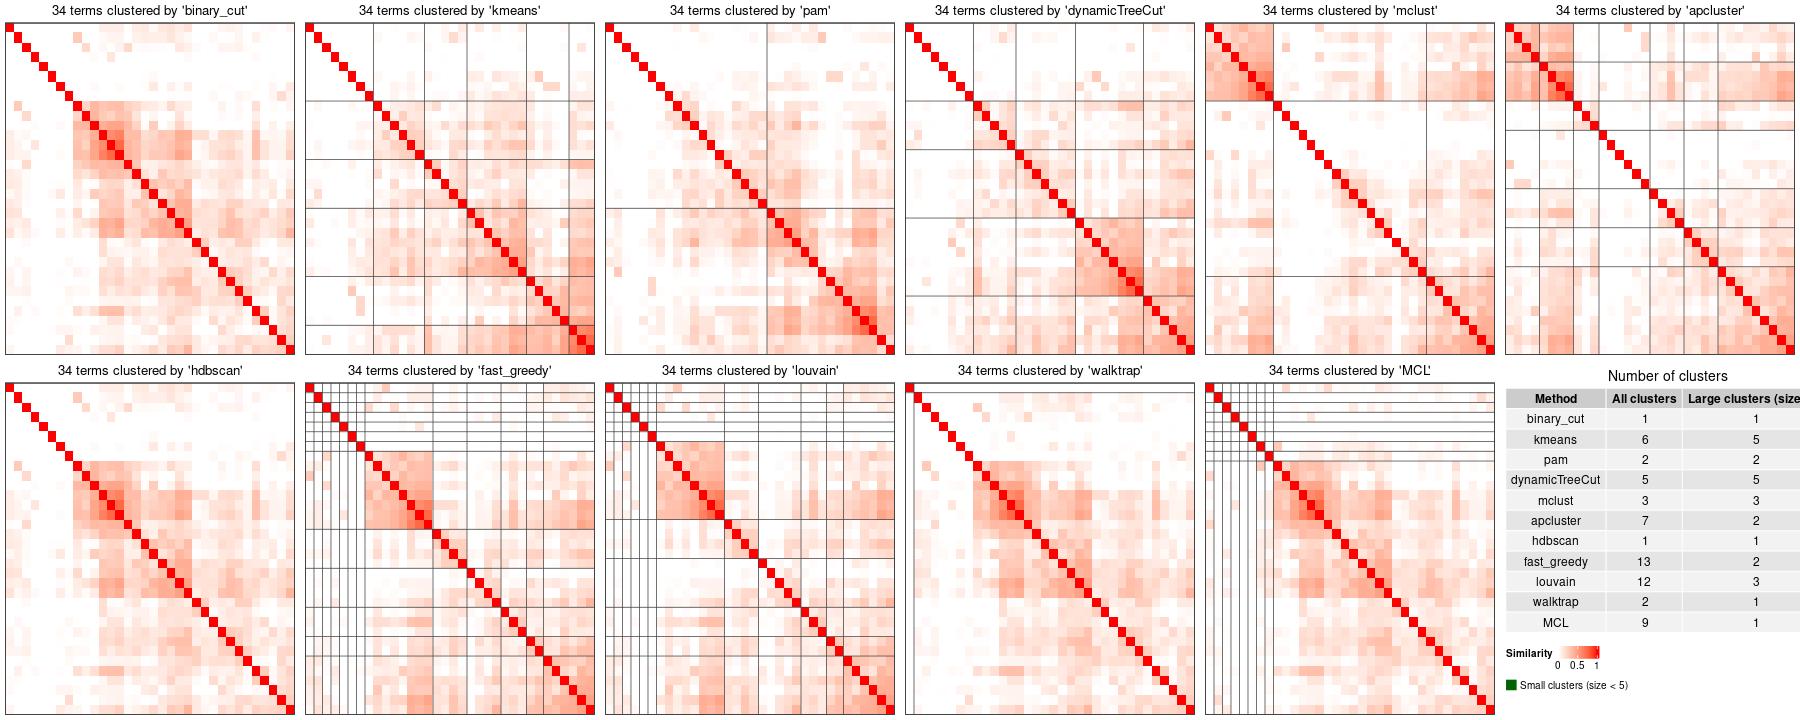 34 terms clustered by 'binary_cut'
34 terms clustered by 'kmeans'
34 terms clustered by 'pam'
34 terms clustered by 'dynamicTreeCut'
34 terms clustered by 'mclust'
34 terms clustered by 'apcluster'
34 terms clustered by 'hdbscan'
34 terms clustered by 'fast_greedy'
34 terms clustered by 'louvain'
34 terms clustered by 'walktrap'
34 terms clustered by 'MCL'
Number of clusters
Method All clusters Large clusters (size
binary_cut 1 1
kmeans 6 5
pam 2 2
dynamicTreeCut 5 5
mclust 3 3
apcluster 7 2
hdbscan 1 1
fast_greedy 13 2
louvain 12 3
walktrap 2 1
MCL 9 1
Similarity
0 0.5 1
Small clusters (size < 5)